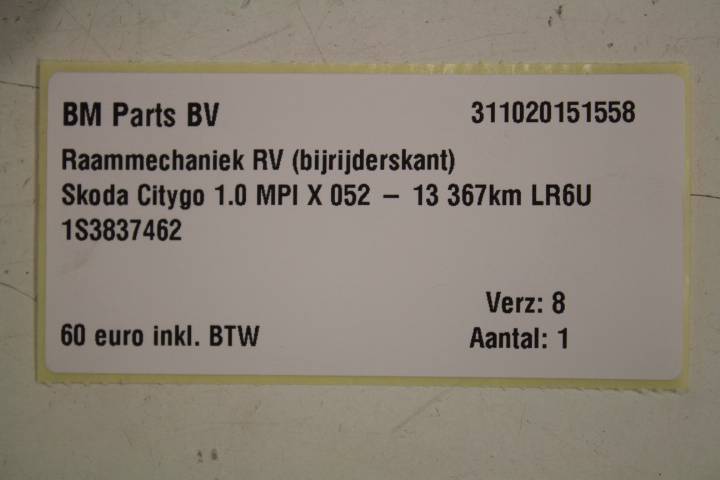 BM Parts BV 311020151558
Raammechaniek RV (bijrijderskant)
Skoda Citygo 1.0 MPI X 052 – 13 367km LR6U
1S3837462
Verz: 8
60 euro inkl. BTW Aantal: 1